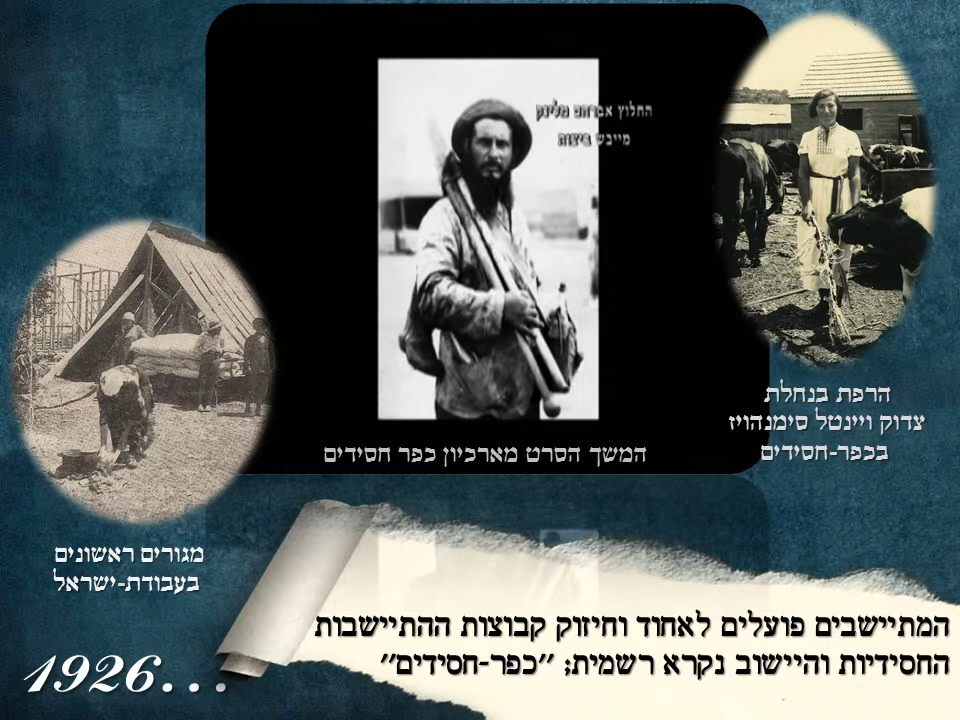 החלוץ אברהם מלינק
מייבש ביצות
המשך הסרט מארכיון כפר חסידים
הרפת בנחלת
צדוק ויינטל סימנהויז
בכפר-חסידים
מגורים ראשונים
בעבודת-ישראל
המתיישבים פועלים לאחוד וחיזוק קבוצות ההתיישבות
החסידיות והיישוב נקרא רשמית; "כפר-חסידים"
1926...